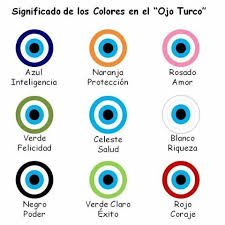 Significado de los Colores en el "Ojo Turco"
Azul Naranja Rosado
Inteligencia Protección Amor
Verde Celeste Blanco
Felicidad Salud Riqueza
Negro Verde Claro Rojo
Poder Éxito Coraje